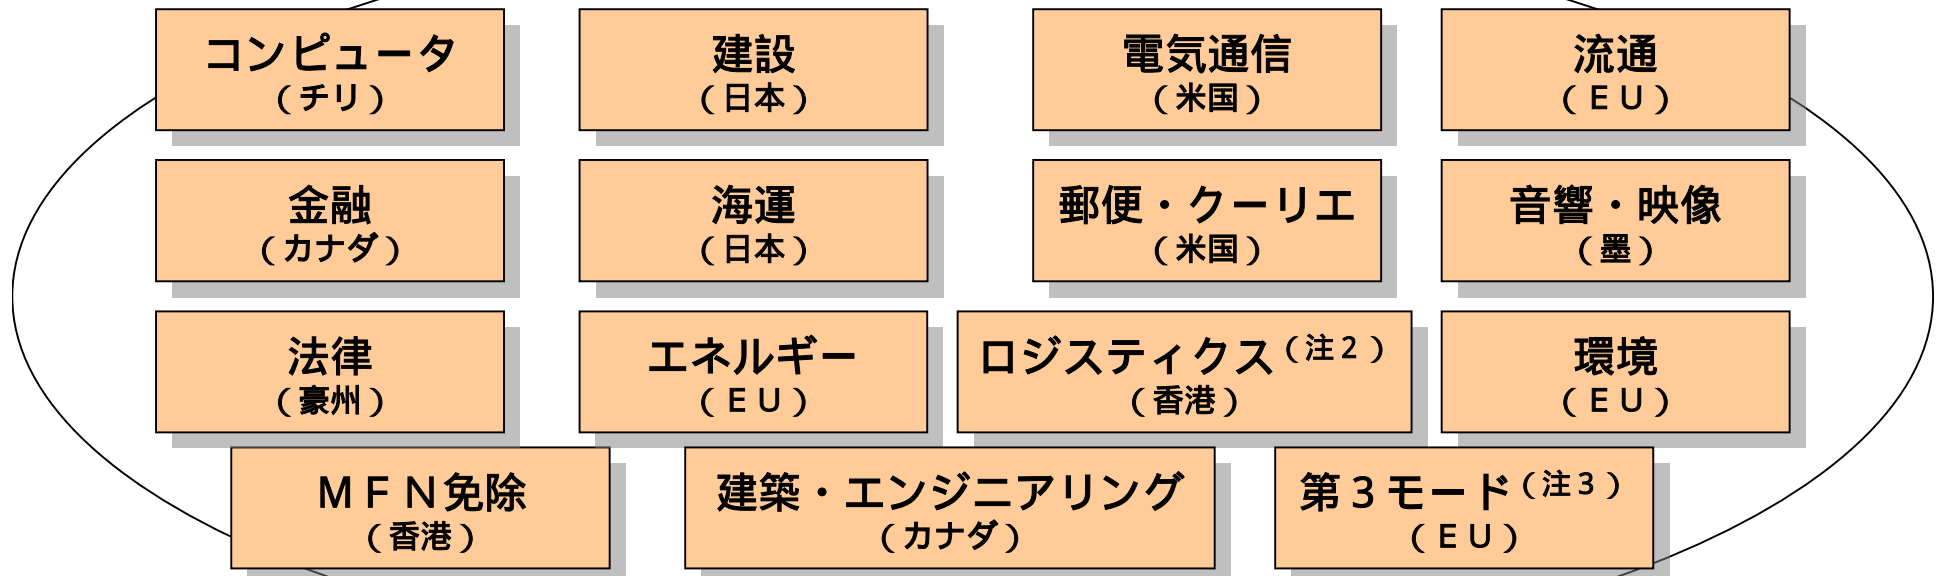 コンピュータ
（チリ）
建設
（日本）
電気通信
（米国）
流通
（ＥＵ）
金融
（カナダ）
海運
（日本）
郵便・クーリエ
（米国）
音響・映像
（墨）
法律
（豪州）
エネルギー
（ＥＵ）
ロジスティクス（注２）
（香港）
環境
（ＥＵ）
ＭＦＮ免除
（香港）
建築・エンジニアリング
（カナダ）
第３モード（注３）
（ＥＵ）